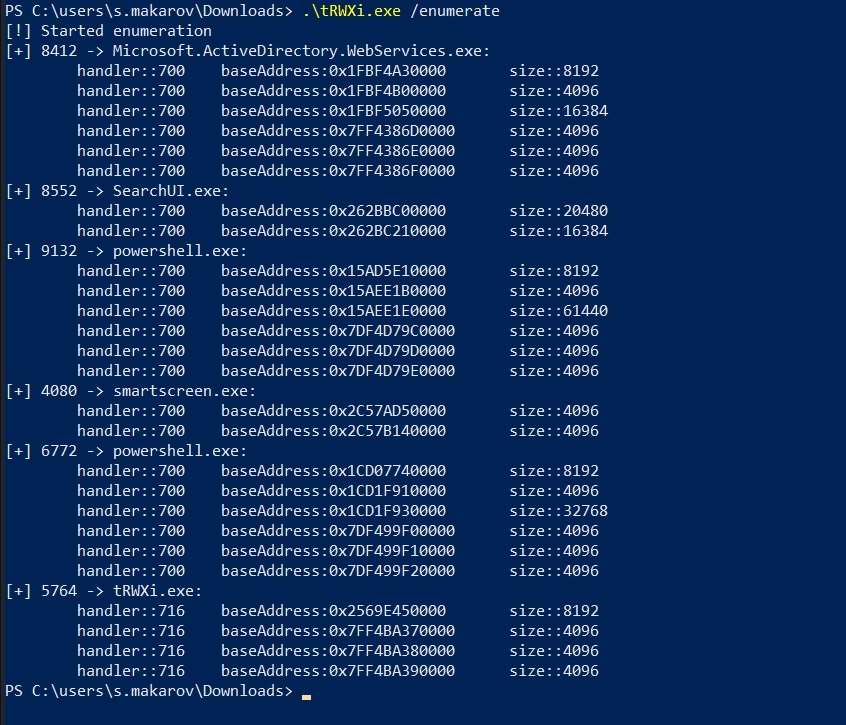 PS C:\users\s.makarov\Downloads> .\tRWXi.exe /enumerate
[!] Started enumeration
[+] 8412 -> Microsoft.ActiveDirectory.WebServices.exe:
        handler::700    baseAddress:0x1FBF4A30000       size::8192
        handler::700    baseAddress:0x1FBF4B00000       size::4096
        handler::700    baseAddress:0x1FBF5050000       size::16384
        handler::700    baseAddress:0x7FF4386D0000      size::4096
        handler::700    baseAddress:0x7FF4386E0000      size::4096
        handler::700    baseAddress:0x7FF4386F0000      size::4096
[+] 8552 -> SearchUI.exe:
        handler::700    baseAddress:0x262BBC00000       size::20480
        handler::700    baseAddress:0x262BC210000       size::16384
[+] 9132 -> powershell.exe:
        handler::700    baseAddress:0x15AD5E10000       size::8192
        handler::700    baseAddress:0x15AEE1B0000       size::4096
        handler::700    baseAddress:0x15AEE1E0000       size::61440
        handler::700    baseAddress:0x7DF4D79C0000      size::4096
        handler::700    baseAddress:0x7DF4D79D0000      size::4096
        handler::700    baseAddress:0x7DF4D79E0000      size::4096
[+] 4080 -> smartscreen.exe:
        handler::700    baseAddress:0x2C57AD50000       size::4096
        handler::700    baseAddress:0x2C57B140000       size::4096
[+] 6772 -> powershell.exe:
        handler::700    baseAddress:0x1CD07740000       size::8192
        handler::700    baseAddress:0x1CD1F910000       size::4096
        handler::700    baseAddress:0x1CD1F930000       size::32768
        handler::700    baseAddress:0x7DF499F00000      size::4096
        handler::700    baseAddress:0x7DF499F10000      size::4096
        handler::700    baseAddress:0x7DF499F20000      size::4096
[+] 5764 -> tRWXi.exe:
        handler::716    baseAddress:0x2569E450000       size::8192
        handler::716    baseAddress:0x7FF4BA370000      size::4096
        handler::716    baseAddress:0x7FF4BA380000      size::4096
        handler::716    baseAddress:0x7FF4BA390000      size::4096
PS C:\users\s.makarov\Downloads>